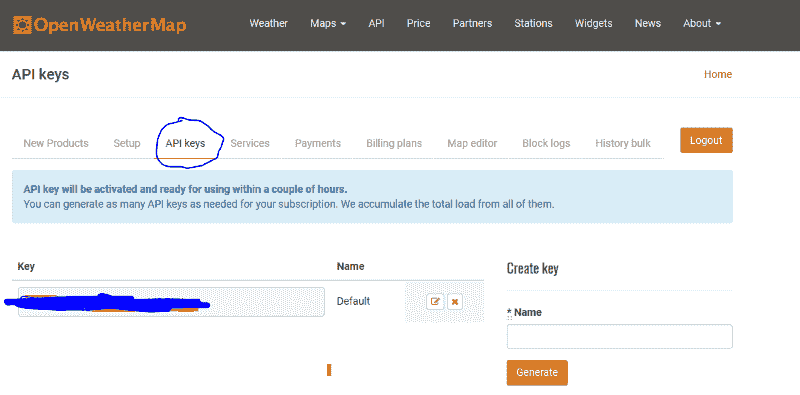 OpenWeatherMap Weather Maps API Price Partners Stations Widgets News About
API keys Home
New Products Setup API keys Services Payments Billing plans Map editor Block logs History bulk Logout
API key will be activated and ready for using within a couple of hours.
You can generate as many API keys as needed for your subscription. We accumulate the total load from all of them.
Key Name
Default
Create key
* Name
Generate